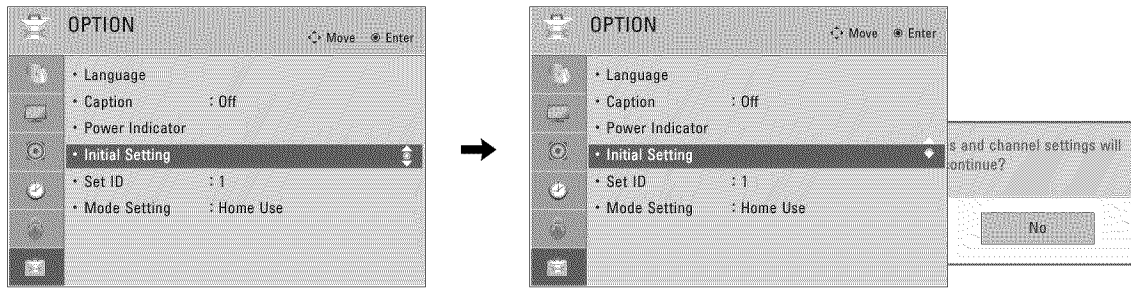 OPTION
Move Enter
• Language
• Caption : Off
• Power Indicator
• Initial Setting
• Set ID : 1
• Mode Setting : Home Use
OPTION
Move Enter
• Language
• Caption : Off
• Power Indicator
• Initial Setting
• Set ID : 1
• Mode Setting : Home Use
s and channel settings will
ontinue?
No